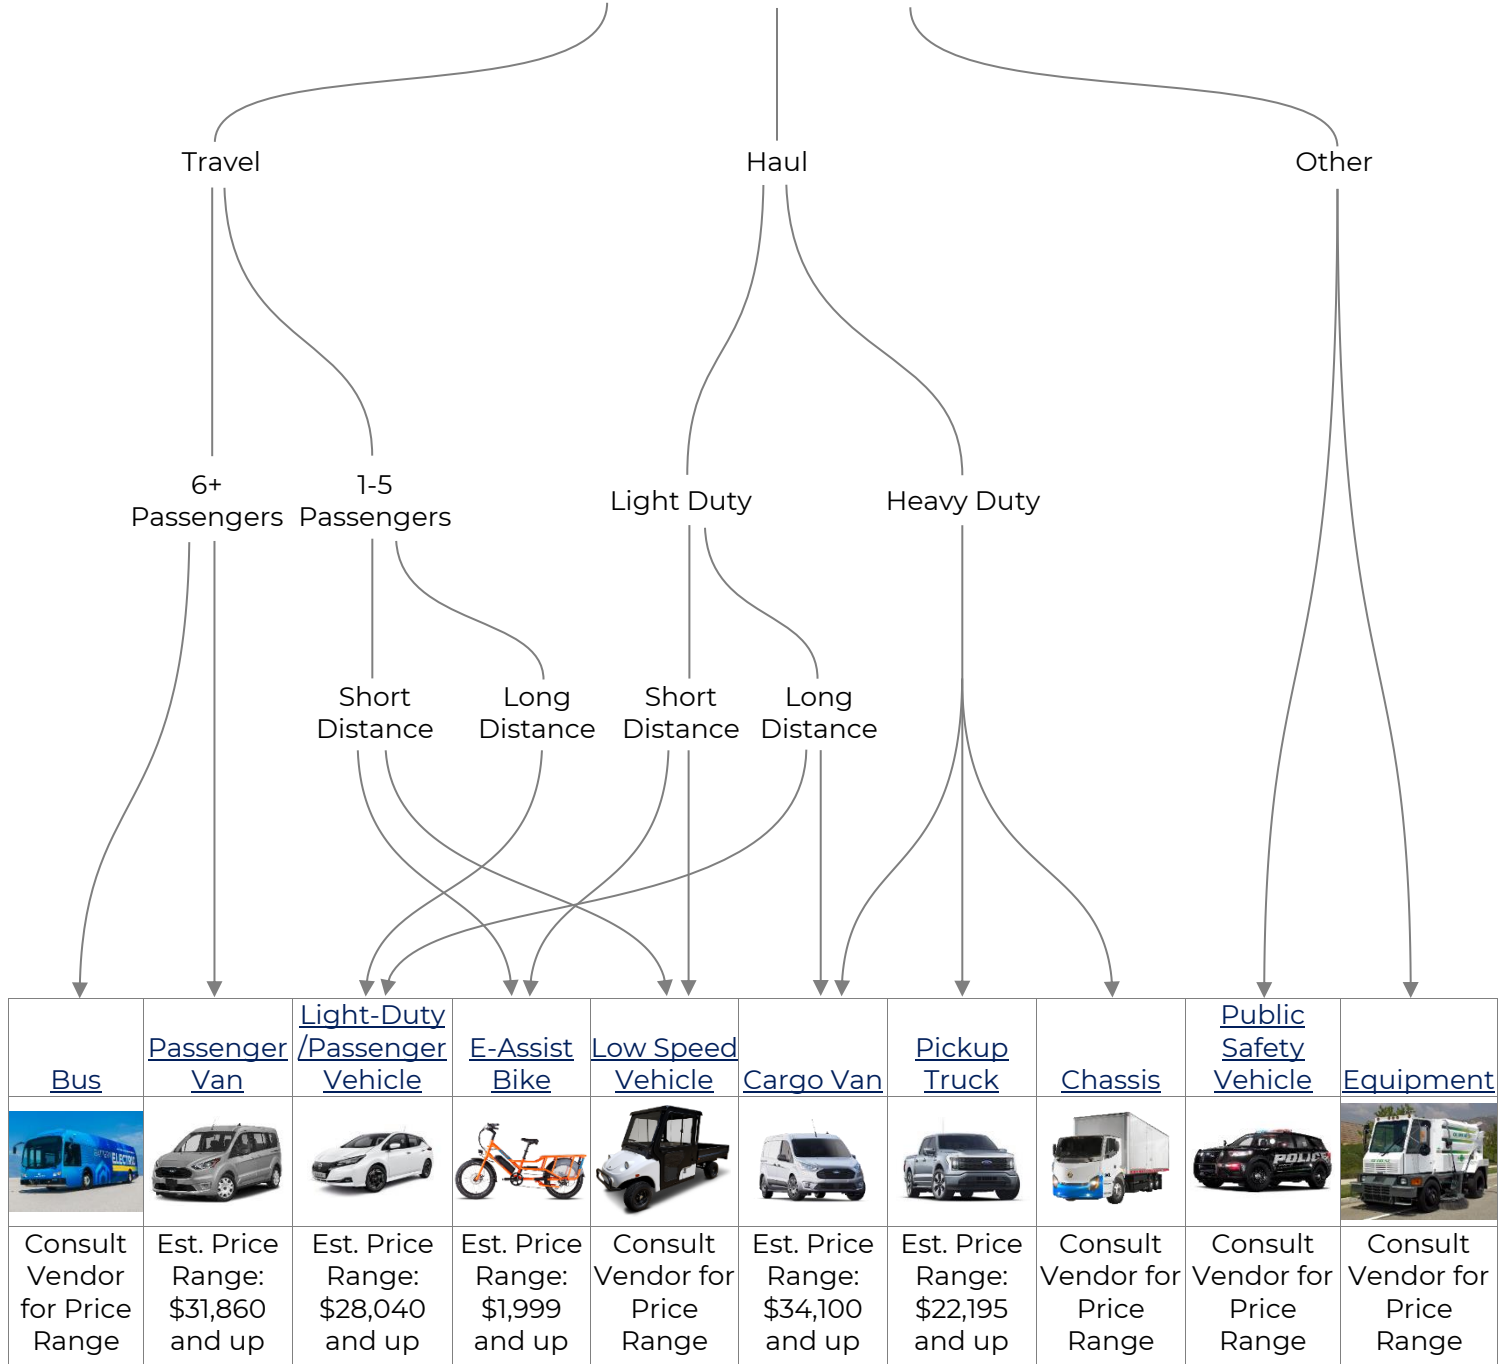 Travel
Haul
Other
6+
Passengers
1-5
Passengers
Light Duty
Heavy Duty
Short
Distance
Long
Distance
Short
Distance
Long
Distance
Bus
Passenger
Van
Light-Duty
/Passenger
Vehicle
E-Assist
Bike
Low Speed
Vehicle
Cargo Van
Pickup
Truck
Chassis
Public
Safety
Vehicle
Equipment
ELECTRIC
POLICE
Consult
Vendor
for Price
Range
Est. Price
Range:
$31,860
and up
Est. Price
Range:
$28,040
and up
Est. Price
Range:
$1,999
and up
Consult
Vendor for
Price
Range
Est. Price
Range:
$34,100
and up
Est. Price
Range:
$22,195
and up
Consult
Vendor for
Price
Range
Consult
Vendor for
Price
Range
Consult
Vendor for
Price
Range